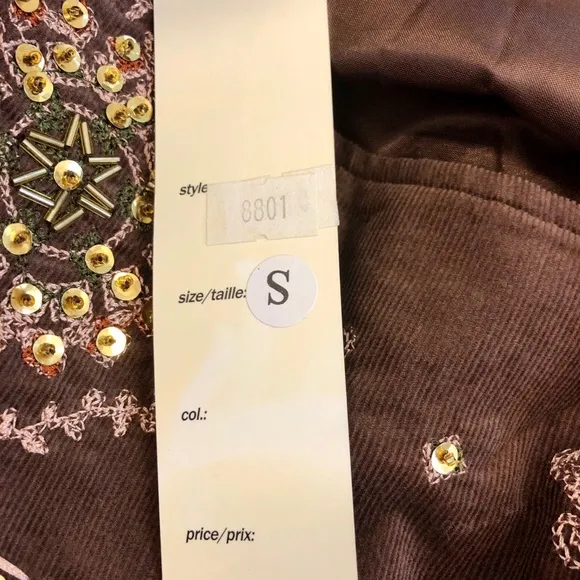 style 8801
size/taille: S
col.:
price/prix: